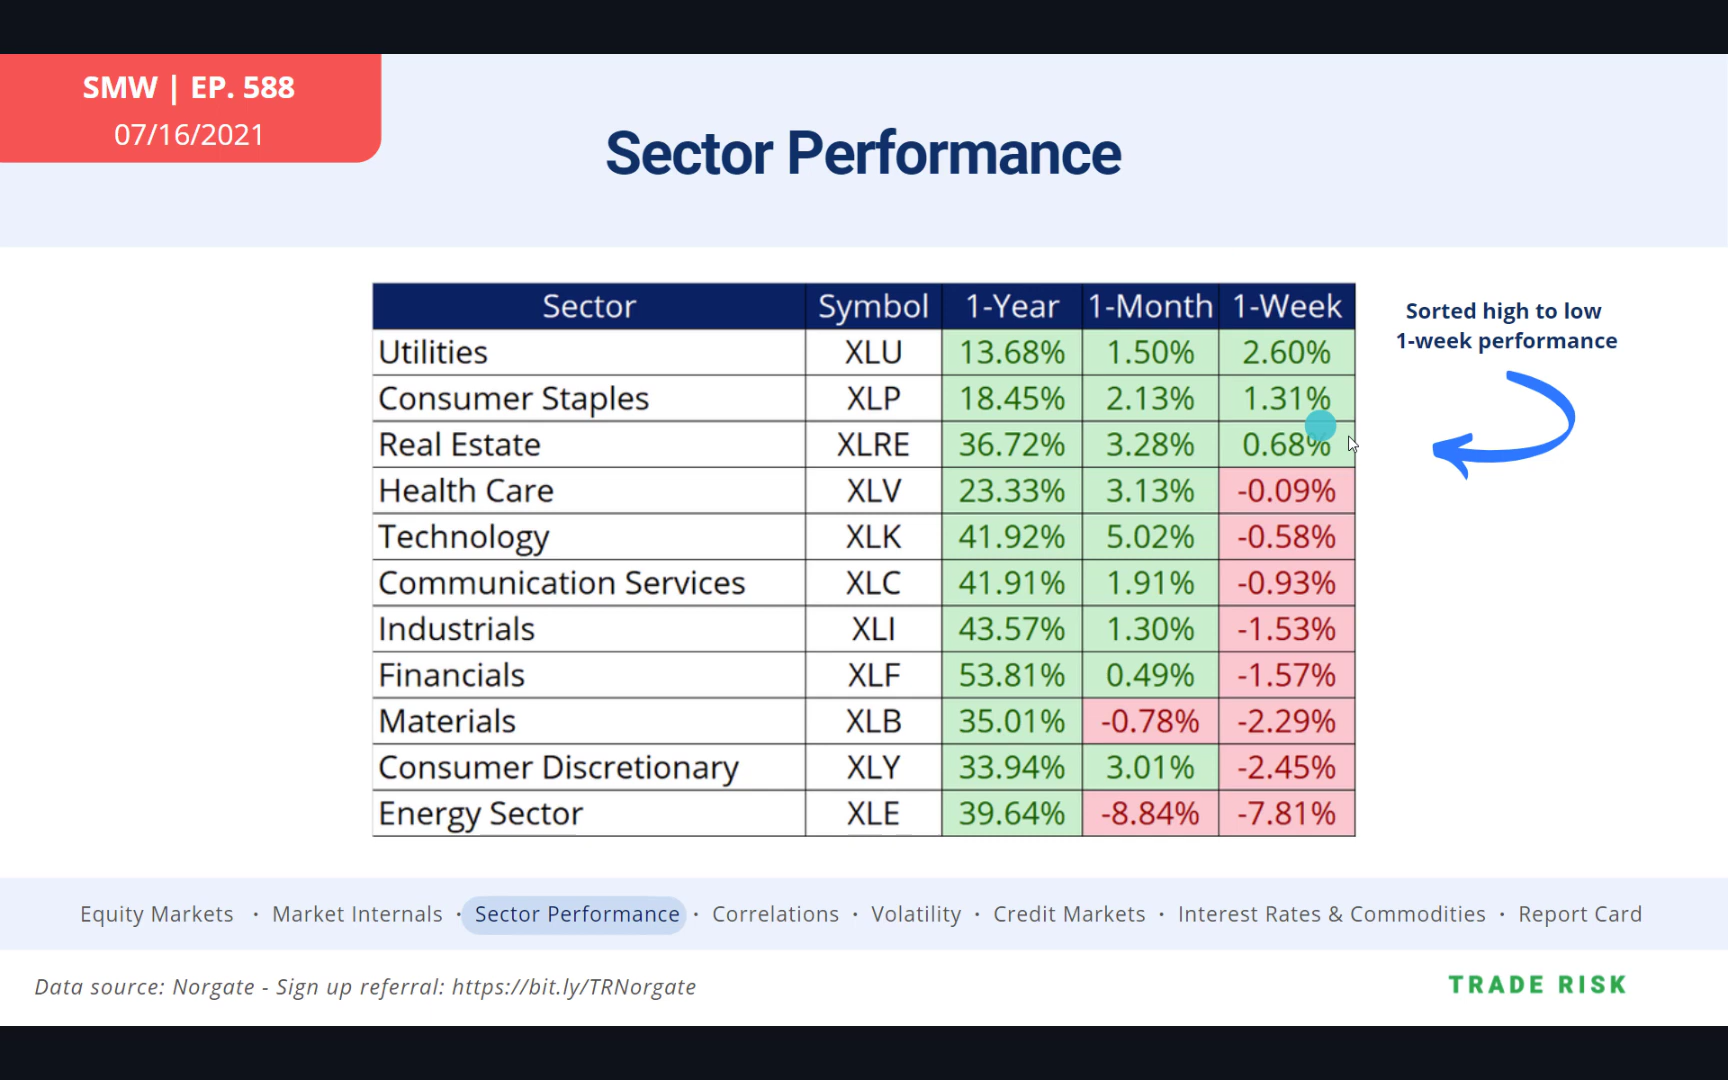 SMW | EP. 588
07/16/2021
Sector Performance
Sector Symbol 1-Year 1-Month 1-Week
Utilities XLU 13.68% 1.50% 2.60%
Consumer Staples XLP 18.45% 2.13% 1.31%
Real Estate XLRE 36.72% 3.28% 0.68%
Health Care XLV 23.33% 3.13% -0.09%
Technology XLK 41.92% 5.02% -0.58%
Communication Services XLC 41.91% 1.91% -0.93%
Industrials XLI 43.57% 1.30% -1.53%
Financials XLF 53.81% 0.49% -1.57%
Materials XLB 35.01% -0.78% -2.29%
Consumer Discretionary XLY 33.94% 3.01% -2.45%
Energy Sector XLE 39.64% -8.84% -7.81%
Sorted high to low
1-week performance
Equity Markets · Market Internals · Sector Performance · Correlations · Volatility · Credit Markets · Interest Rates & Commodities · Report Card
Data source: Norgate - Sign up referral: https://bit.ly/TRNorgate
TRADE RISK